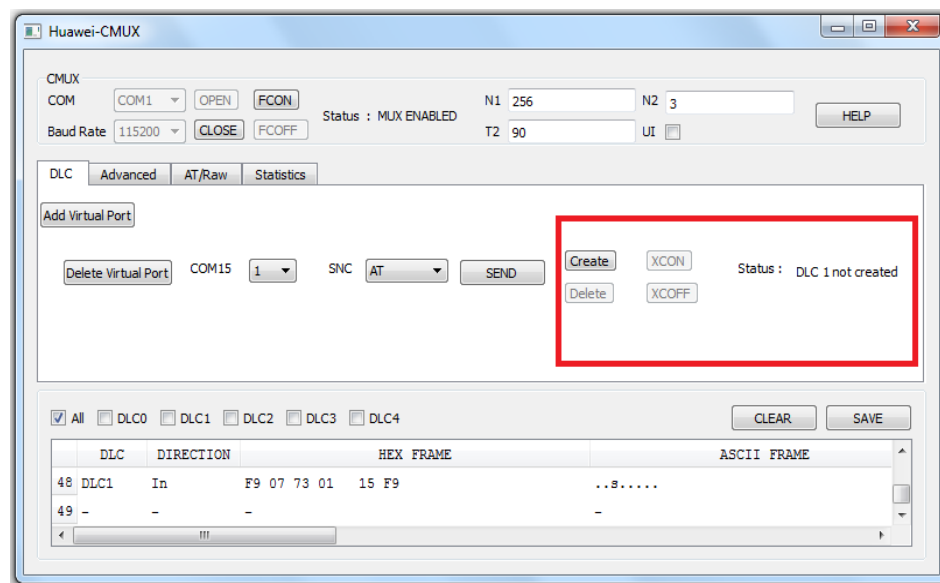 Huawei-CMUX
CMUX
COM COM1 OPEN FCON Status : MUX ENABLED N1 256 N2 3 HELP
Baud Rate 115200 CLOSE FCOFF T2 90 UI
DLC Advanced AT/Raw Statistics
Add Virtual Port
Delete Virtual Port COM15 1 SNC AT SEND Create XCON Status : DLC 1 not created
Delete XCOFF
All DLC0 DLC1 DLC2 DLC3 DLC4 CLEAR SAVE
DLC DIRECTION HEX FRAME ASCII FRAME
48 DLC1 In F9 07 73 01 15 F9 ..s.....
49 - - - -